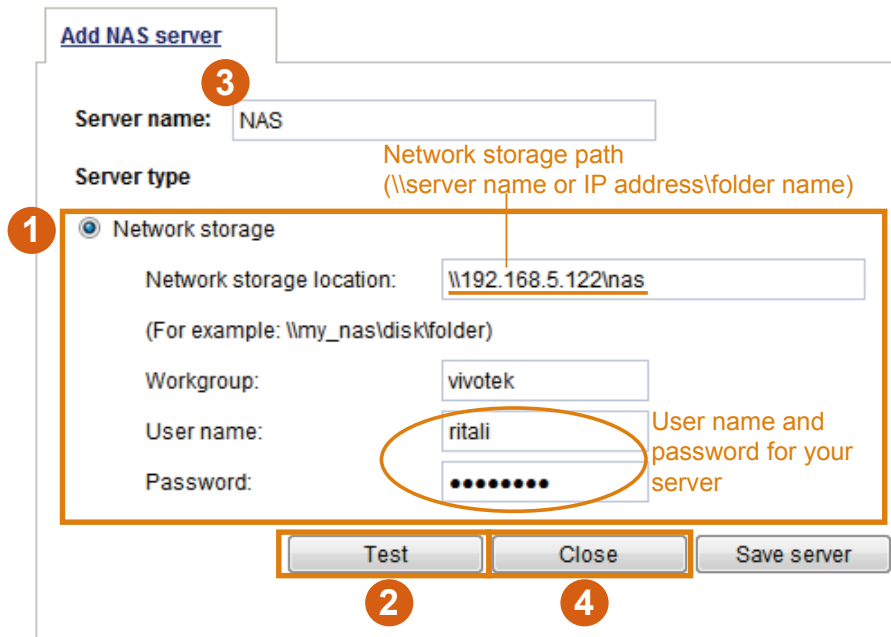 Add NAS server
3
Server name: NAS
Network storage path
(\\server name or IP address\folder name)
Server type
1
Network storage
Network storage location: \\192.168.5.122\nas
(For example: \\my_nas\disk\folder)
Workgroup: vivotek
User name: ritali
User name and
password for your
server
Password: ●●●●●●●●
Test Close Save server
2 4